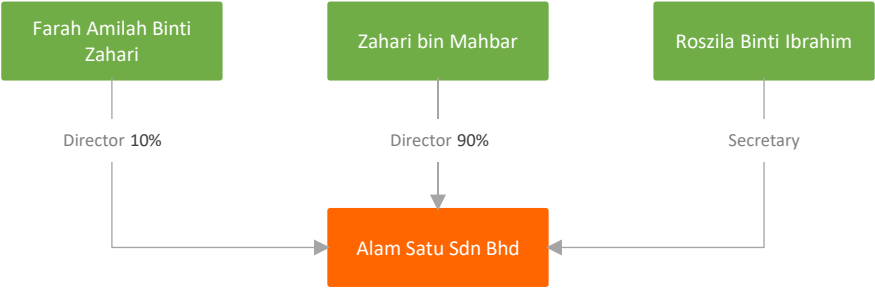 Farah Amilah Binti
Zahari
Zahari bin Mahbar
Roszila Binti Ibrahim
Director 10%
Director 90%
Secretary
Alam Satu Sdn Bhd